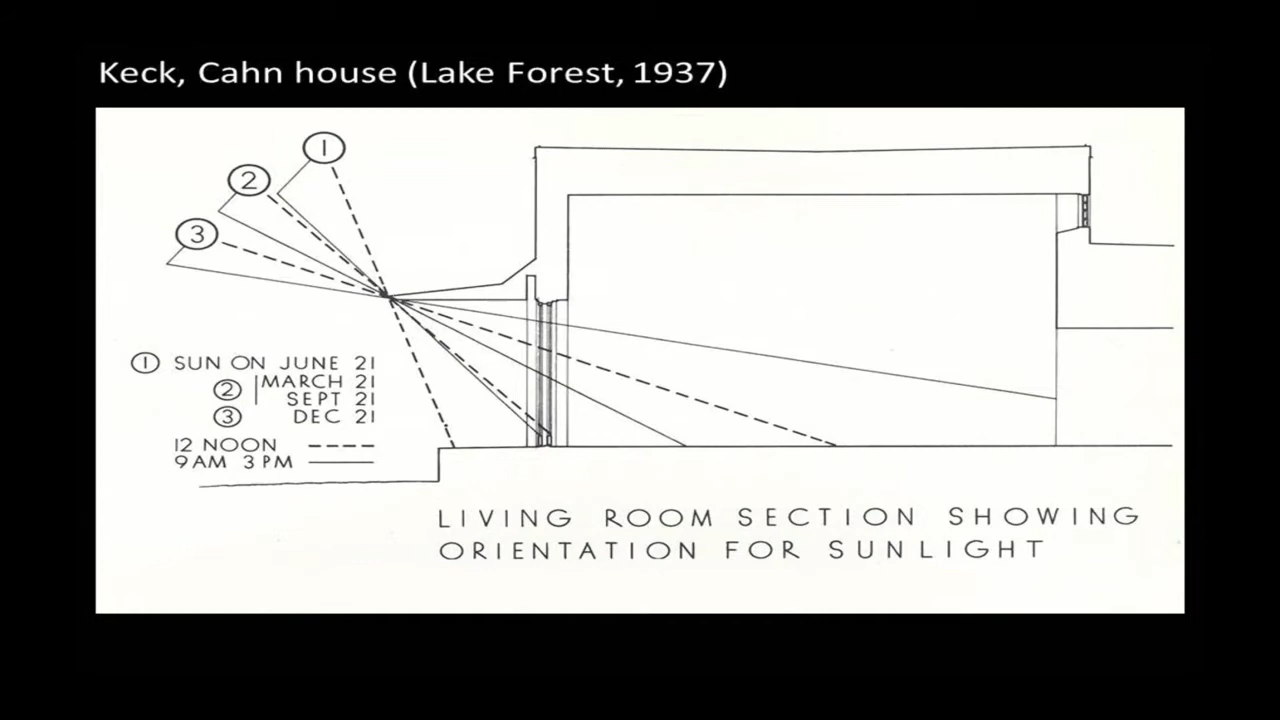 Keck, Cahn house (Lake Forest, 1937)
1
2
3
1 SUN ON JUNE 21
2 MARCH 21
SEPT 21
3 DEC 21
12 NOON
9 AM 3 PM
LIVING ROOM SECTION SHOWING
ORIENTATION FOR SUNLIGHT